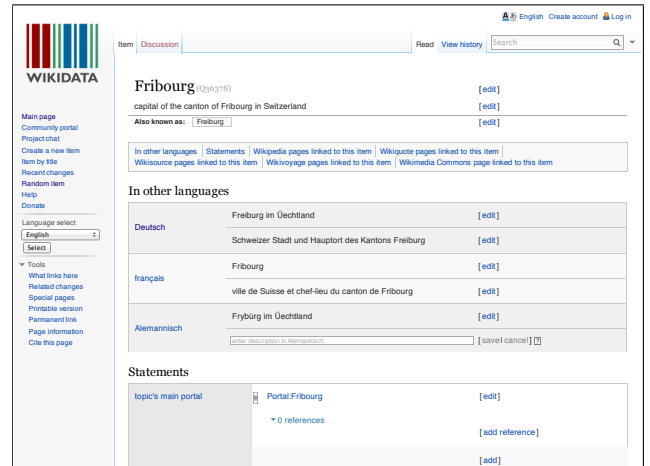 English Create account Log in
WIKIDATA
Item Discussion
Read View history Search
Fribourg (Q36378) [edit]
capital of the canton of Fribourg in Switzerland [edit]
Also known as: Freiburg [edit]
Main page
Community portal
Project chat
Create a new item
Item by title
Recent changes
Random item
Help
Donate
Language select
English
Select
Tools
What links here
Related changes
Special pages
Printable version
Permanent link
Page information
Cite this page
In other languages Statements Wikipedia pages linked to this item Wikiquote pages linked to this item
Wikisource pages linked to this item Wikivoyage pages linked to this item Wikimedia Commons page linked to this item
In other languages
Deutsch
Freiburg im Üechtland [edit]
Schweizer Stadt und Hauptort des Kantons Freiburg [edit]
français
Fribourg [edit]
ville de Suisse et chef-lieu du canton de Fribourg [edit]
Alemannisch
Frybùrg im Üechtland [edit]
enter description in Alemannisch [save| cancel] [?]
Statements
topic's main portal Portal:Fribourg [edit]
0 references
[add reference]
[add]